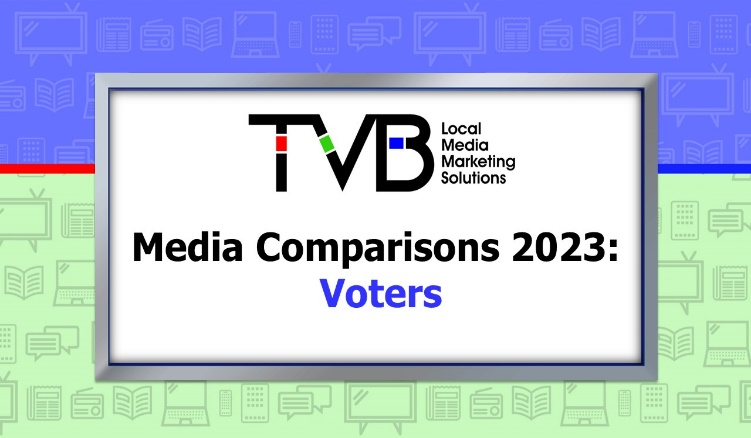 TVB
Local
Media
Marketing
Solutions
Media Comparisons 2023:
Voters